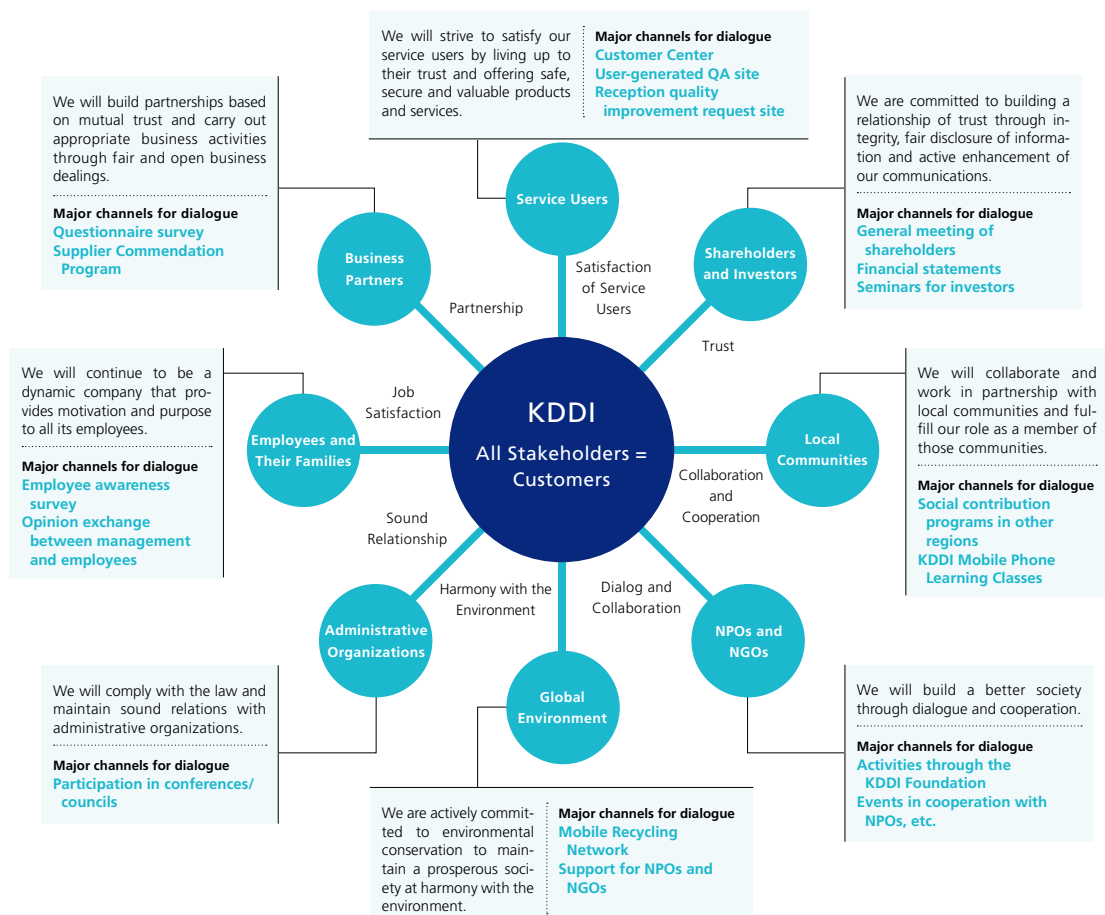 We will strive to satisfy our
service users by living up to
their trust and offering safe,
secure and valuable products
and services.
Major channels for dialogue
Customer Center
User-generated QA site
Reception quality
improvement request site
We will build partnerships based
on mutual trust and carry out
appropriate business activities
through fair and open business
dealings.
Major channels for dialogue
Questionnaire survey
Supplier Commendation
Program
We are committed to building a
relationship of trust through in-
tegrity, fair disclosure of informa-
tion and active enhancement of
our communications.
Major channels for dialogue
General meeting of
shareholders
Financial statements
Seminars for investors
Service Users
Business
Partners
Shareholders
and Investors
Satisfaction
of Service
Users
Partnership
Trust
We will continue to be a
dynamic company that pro-
vides motivation and purpose
to all its employees.
Major channels for dialogue
Employee awareness
survey
Opinion exchange
between management
and employees
Employees and
Their Families
Job
Satisfaction
KDDI
All Stakeholders =
Customers
Local
Communities
Collaboration
and
Cooperation
We will collaborate and
work in partnership with
local communities and ful-
fill our role as a member of
those communities.
Major channels for dialogue
Social contribution
programs in other
regions
KDDI Mobile Phone
Learning Classes
Sound
Relationship
Harmony with the
Environment
Dialog and
Collaboration
Administrative
Organizations
Global
Environment
NPOs and
NGOs
We will comply with the law and
maintain sound relations with
administrative organizations.
Major channels for dialogue
Participation in conferences/
councils
We are actively commit-
ted to environmental
conservation to main-
tain a prosperous soci-
ety at harmony with the
environment.
Major channels for dialogue
Mobile Recycling
Network
Support for NPOs and
NGOs
We will build a better society
through dialogue and cooperation.
Major channels for dialogue
Activities through the
KDDI Foundation
Events in cooperation with
NPOs, etc.